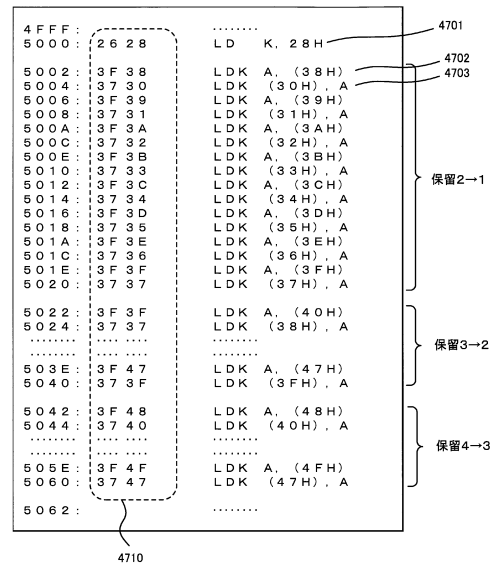 4FFF: ........
5000: 2628 LD K, 28H 4701
5002: 3F38 LDK A, (38H) 4702
5004: 3730 LDK (30H), A 4703
5006: 3F39 LDK A, (39H)
5008: 3731 LDK (31H), A
500A: 3F3A LDK A, (3AH)
500C: 3732 LDK (32H), A
500E: 3F3B LDK A, (3BH)
5010: 3733 LDK (33H), A
5012: 3F3C LDK A, (3CH)
5014: 3734 LDK (34H), A
5016: 3F3D LDK A, (3DH)
5018: 3735 LDK (35H), A
501A: 3F3E LDK A, (3EH)
501C: 3736 LDK (36H), A
501E: 3F3F LDK A, (3FH)
5020: 3737 LDK (37H), A
保留2→1
5022: 3F3F LDK A, (40H)
5024: 3737 LDK (38H), A
........ .... .... ........
........ .... .... ........
503E: 3F47 LDK A, (47H)
5040: 373F LDK (3FH), A
保留3→2
5042: 3F48 LDK A, (48H)
5044: 3740 LDK (40H), A
........ .... .... ........
........ .... .... ........
505E: 3F4F LDK A, (4FH)
5060: 3747 LDK (47H), A
保留4→3
5062: ........
4710